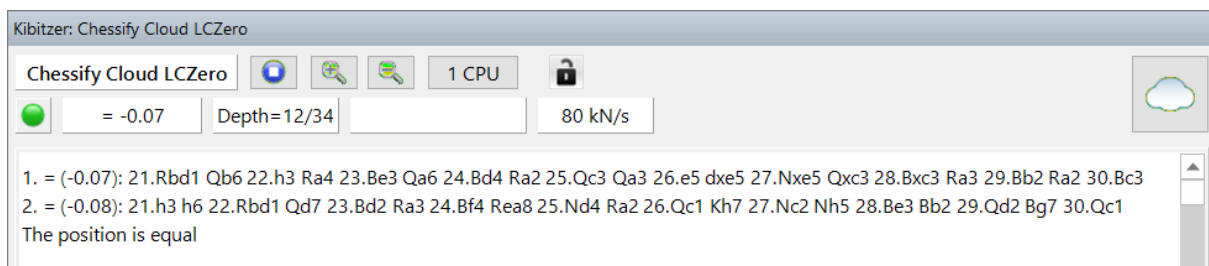 Kibitzer: Chessify Cloud LCZero
Chessify Cloud LCZero 1 CPU
= -0.07 Depth=12/34 80 kN/s
1. = (-0.07): 21.Rbd1 Qb6 22.h3 Ra4 23.Be3 Qa6 24.Bd4 Ra2 25.Qc3 Qa3 26.e5 dxe5 27.Nxe5 Qxc3 28.Bxc3 Ra3 29.Bb2 Ra2 30.Bc3
2. = (-0.08): 21.h3 h6 22.Rbd1 Qd7 23.Bd2 Ra3 24.Bf4 Rea8 25.Nd4 Ra2 26.Qc1 Kh7 27.Nc2 Nh5 28.Be3 Bb2 29.Qd2 Bg7 30.Qc1
The position is equal